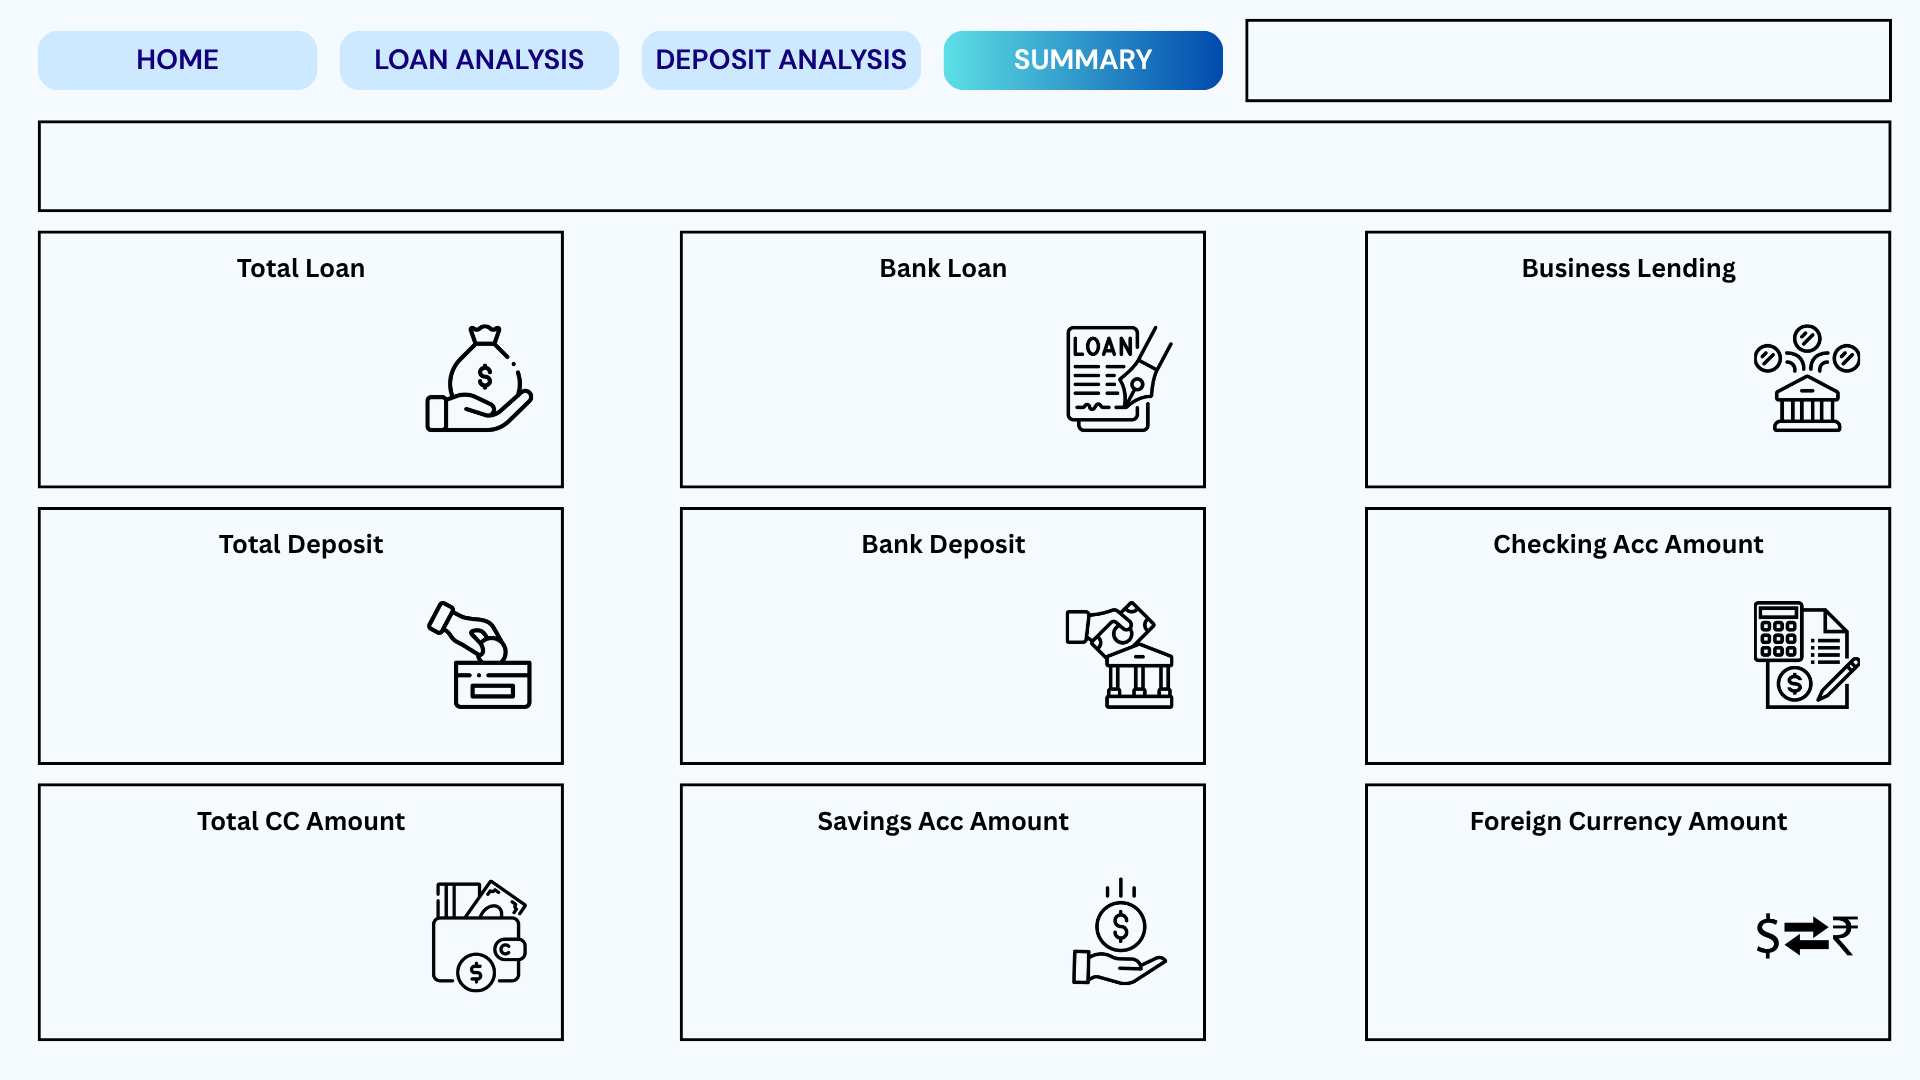 HOME
LOAN ANALYSIS
DEPOSIT ANALYSIS
SUMMARY
Total Loan
Bank Loan
Business Lending
$
LOAN
Total Deposit
Bank Deposit
Checking Acc Amount
$
Total CC Amount
Savings Acc Amount
Foreign Currency Amount
C
$
$
$ ₹